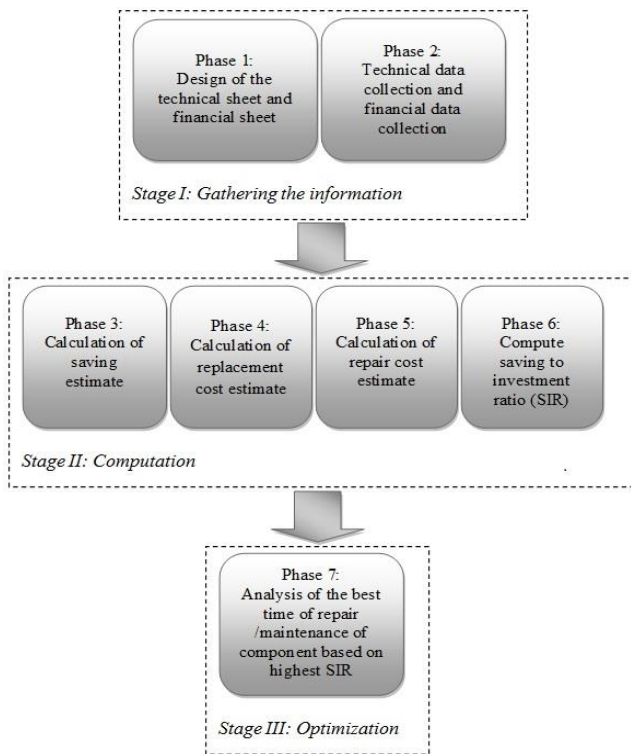 Phase 1:
Design of the
technical sheet and
financial sheet
Phase 2:
Technical data
collection and
financial data
collection
Stage I: Gathering the information
Phase 3:
Calculation of
saving
estimate
Phase 4:
Calculation of
replacement
cost estimate
Phase 5:
Calculation of
repair cost
estimate
Phase 6:
Compute
saving to
investment
ratio (SIR)
Stage II: Computation
.
Phase 7:
Analysis of the best
time of repair
/maintenance of
component based on
highest SIR
Stage III: Optimization